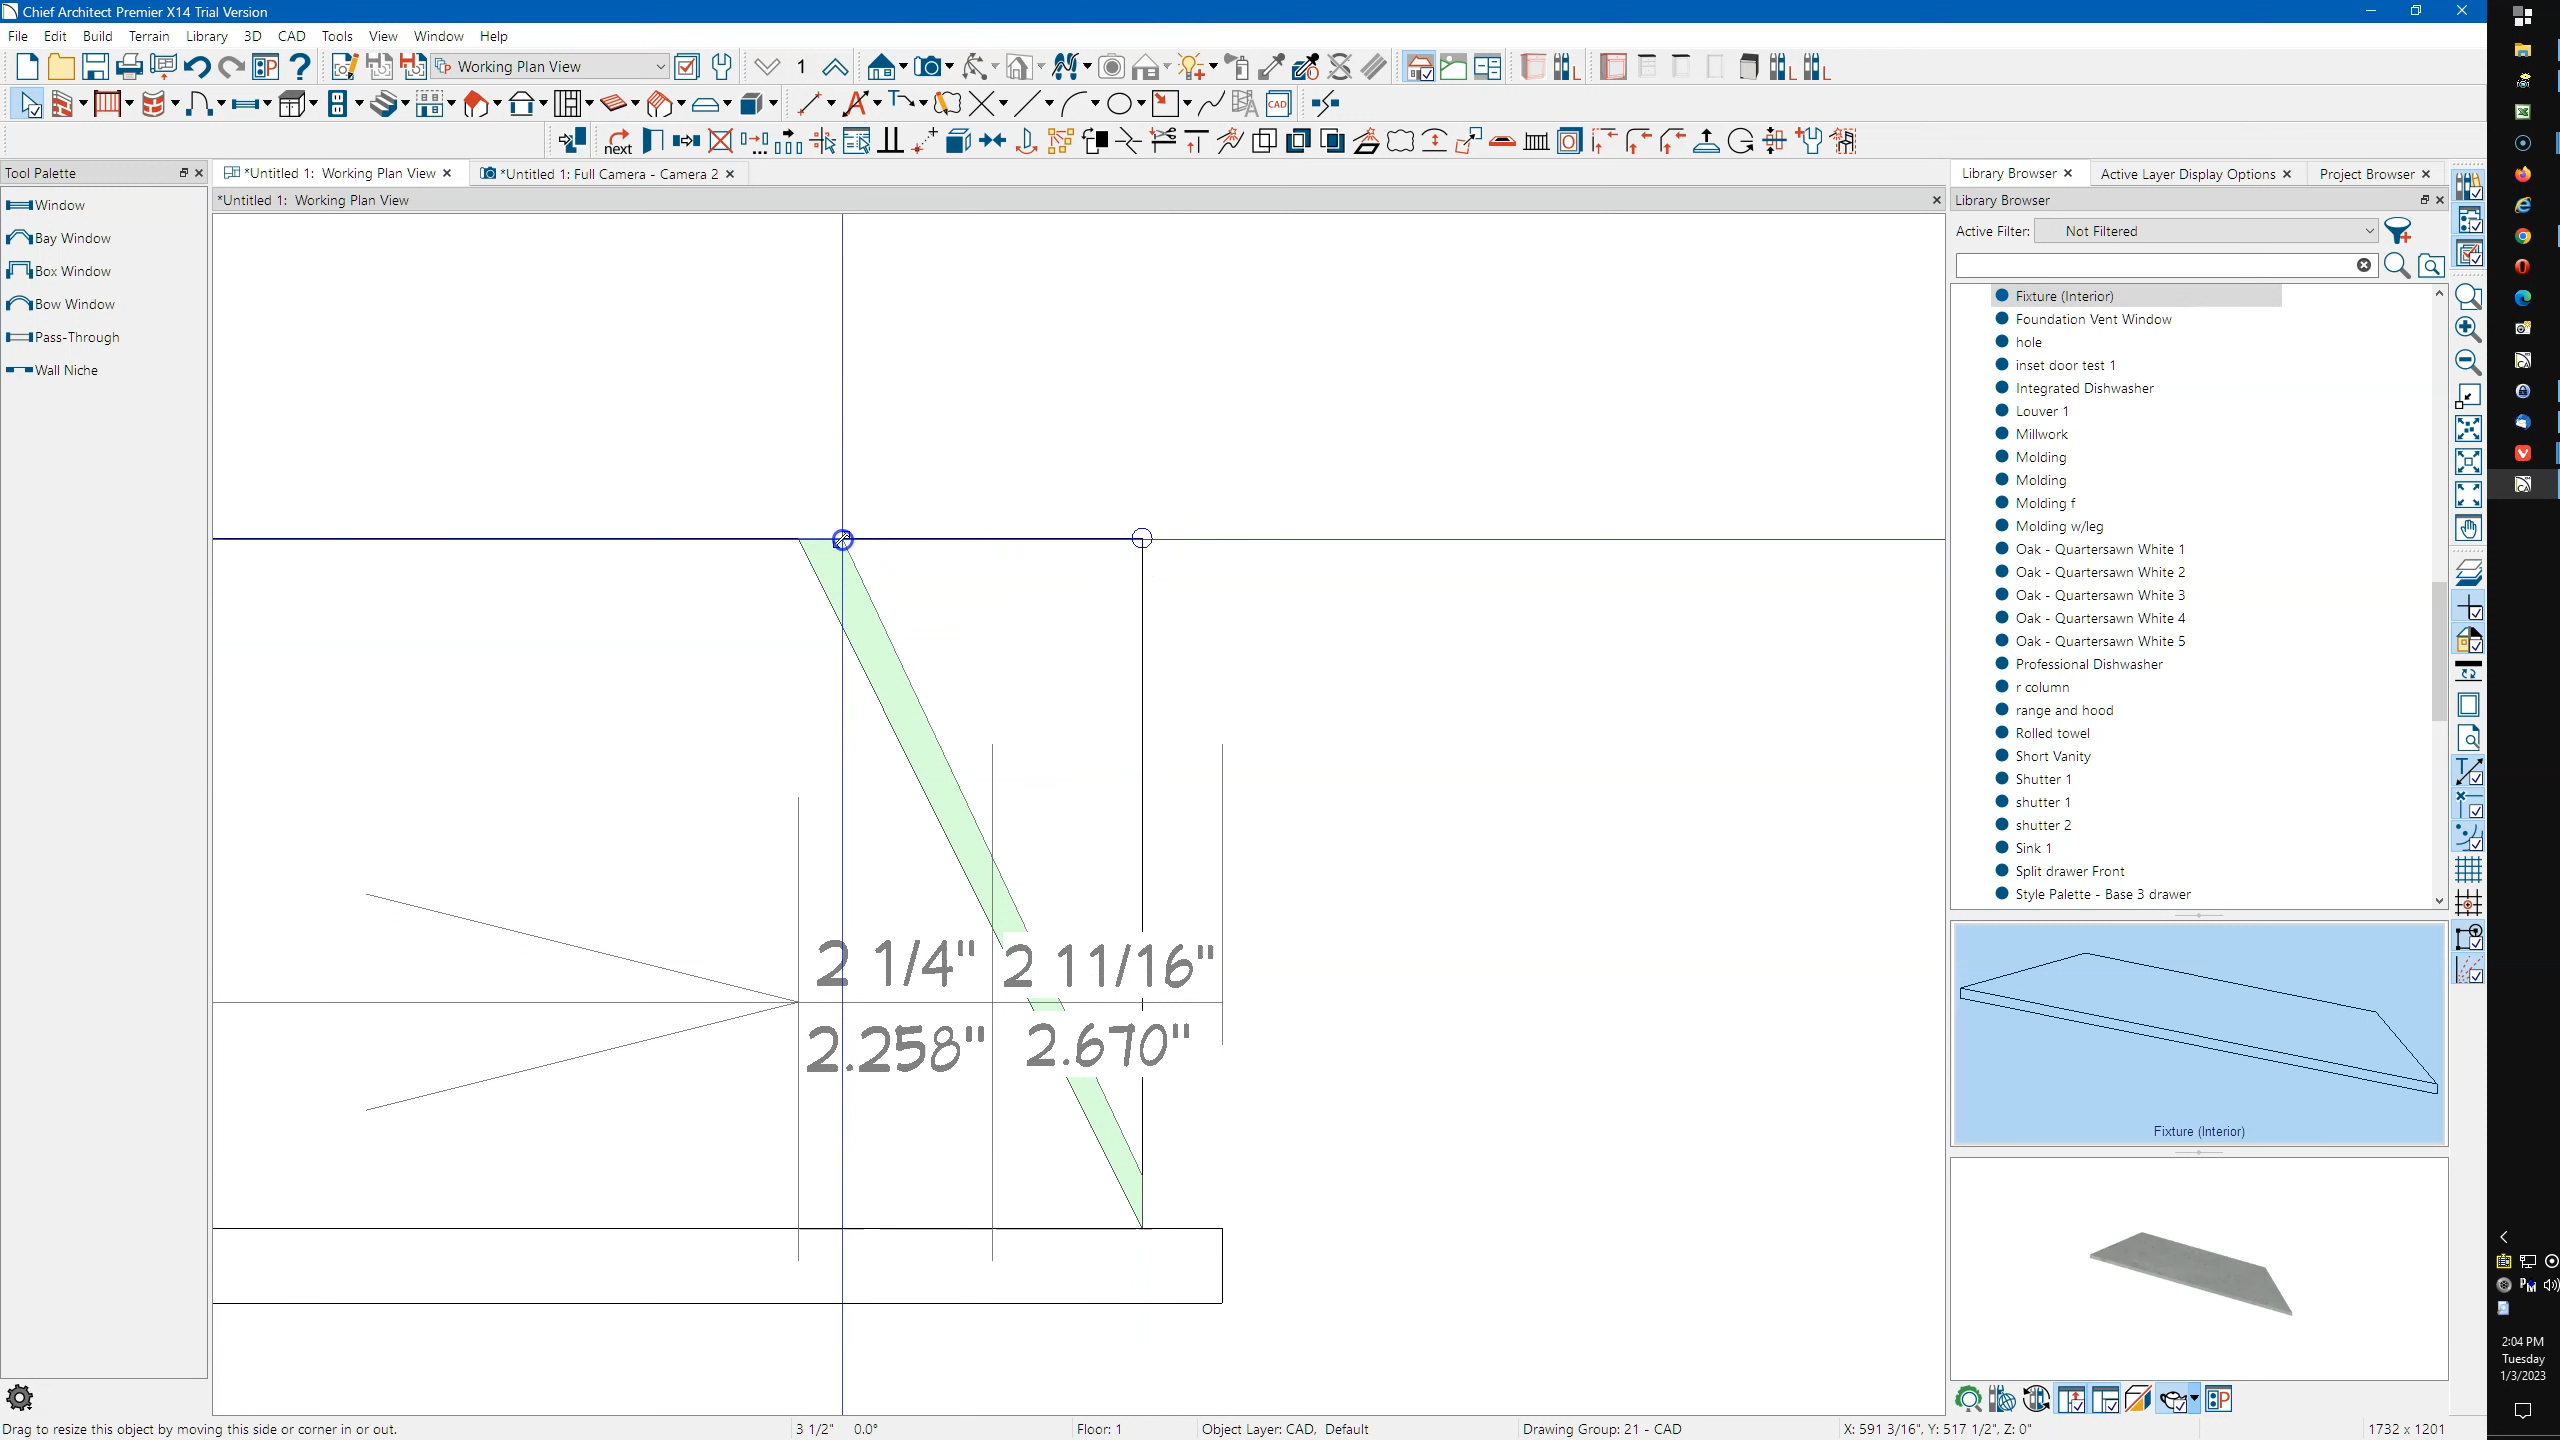 Chief Architect Premier X14 Trial Version
File Edit Build Terrain Library 3D CAD Tools View Window Help
Working Plan View
1
next
Tool Palette
*Untitled 1: Working Plan View
*Untitled 1: Full Camera - Camera 2
Library Browser
Active Layer Display Options
Project Browser
*Untitled 1: Working Plan View
Library Browser
Window
Bay Window
Box Window
Bow Window
Pass-Through
Wall Niche
Active Filter: Not Filtered
Fixture (Interior)
Foundation Vent Window
hole
inset door test 1
Integrated Dishwasher
Louver 1
Millwork
Molding
Molding
Molding f
Molding w/leg
Oak - Quartersawn White 1
Oak - Quartersawn White 2
Oak - Quartersawn White 3
Oak - Quartersawn White 4
Oak - Quartersawn White 5
Professional Dishwasher
r column
range and hood
Rolled towel
Short Vanity
Shutter 1
shutter 1
shutter 2
Sink 1
Split drawer Front
Style Palette - Base 3 drawer
2 1/4" 2 11/16"
2.258" 2.670"
Fixture (Interior)
2:04 PM
Tuesday
1/3/2023
Drag to resize this object by moving this side or corner in or out. 3 1/2" 0.0° Floor: 1 Object Layer: CAD, Default Drawing Group: 21 - CAD X: 591 3/16", Y: 517 1/2", Z: 0" 1732 x 1201